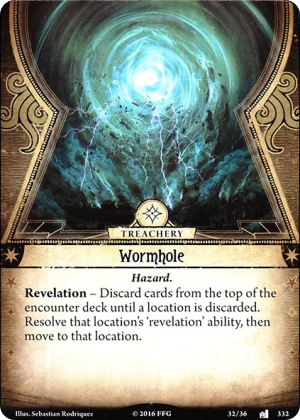 TREACHERY
Wormhole
Hazard.
Revelation – Discard cards from the top of the
encounter deck until a location is discarded.
Resolve that location's ‘revelation’ ability, then
move to that location.
Illus. Sebastian Rodriquez © 2016 FFG 32/36 332